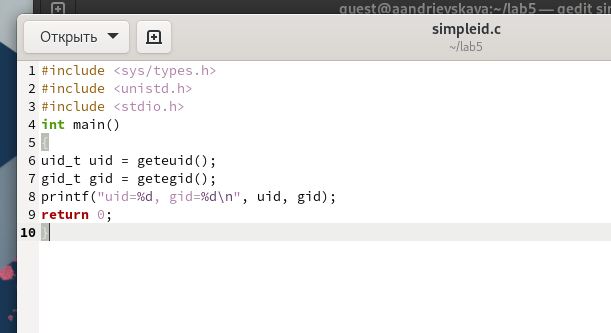 guest@aandrievskaya:~/lab5 — gedit sim
Открыть
simpleid.c
~/lab5
1 #include <sys/types.h>
2 #include <unistd.h>
3 #include <stdio.h>
4 int main()
5 {
6 uid_t uid = geteuid();
7 gid_t gid = getegid();
8 printf("uid=%d, gid=%d\n", uid, gid);
9 return 0;
10 }